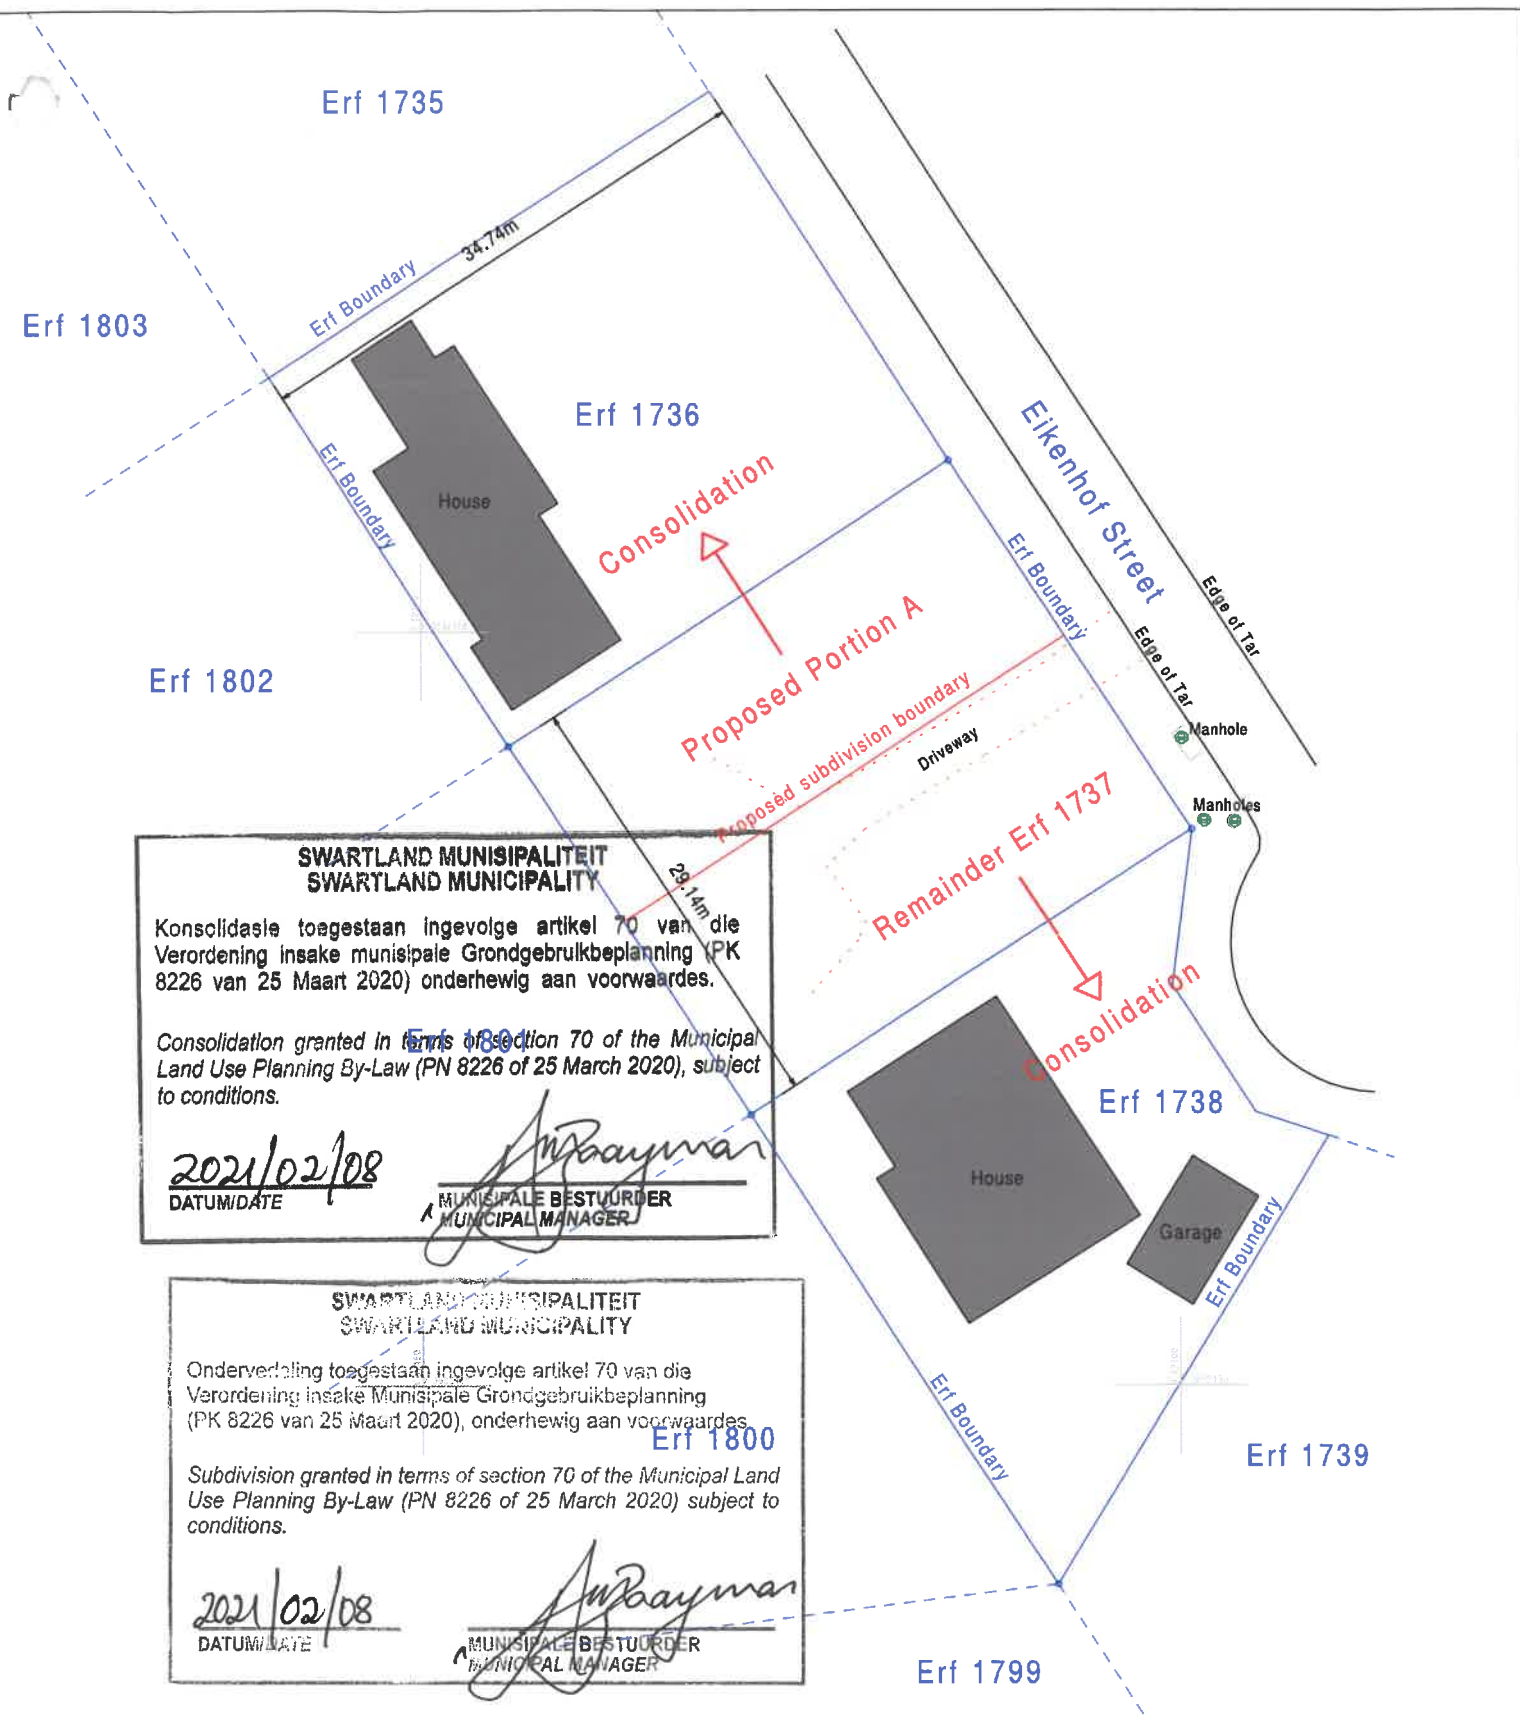 Erf 1735
34.74m
Erf Boundary
Erf 1803
Erf 1736
Eikenhof Street
Erf Boundary
House
Consolidation
Erf Boundary
Edge of Tar
Edge of Tar
Erf 1802
Proposed Portion A
Proposed subdivision boundary
Driveway
Manhole
Manholes
Remainder Erf 1737
29.14m
SWARTLAND MUNISIPALITEIT
SWARTLAND MUNICIPALITY
Konsolidasie toegestaan ingevolge artikel 70 van die
Verordening insake munisipale Grondgebruikbeplanning (PK
8226 van 25 Maart 2020) onderhewig aan voorwaardes.
Erf 1801
Consolidation granted in terms of section 70 of the Municipal
Land Use Planning By-Law (PN 8226 of 25 March 2020), subject
to conditions.
2021/02/08
DATUM/DATE
MUNISIPALE BESTUURDER
MUNICIPAL MANAGER
Consolidation
Erf 1738
House
Garage
Erf Boundary
SWARTLAND MUNISIPALITEIT
SWARTLAND MUNICIPALITY
Onderverdeling toegestaan ingevolge artikel 70 van die
Verordening insake Munisipale Grondgebruikbeplanning
(PK 8226 van 25 Maart 2020), onderhewig aan voorwaardes
Erf 1800
Subdivision granted in terms of section 70 of the Municipal Land
Use Planning By-Law (PN 8226 of 25 March 2020) subject to
conditions.
2021/02/08
DATUM/DATE
MUNISIPALE BESTUURDER
MUNICIPAL MANAGER
Erf Boundary
Erf 1739
Erf 1799